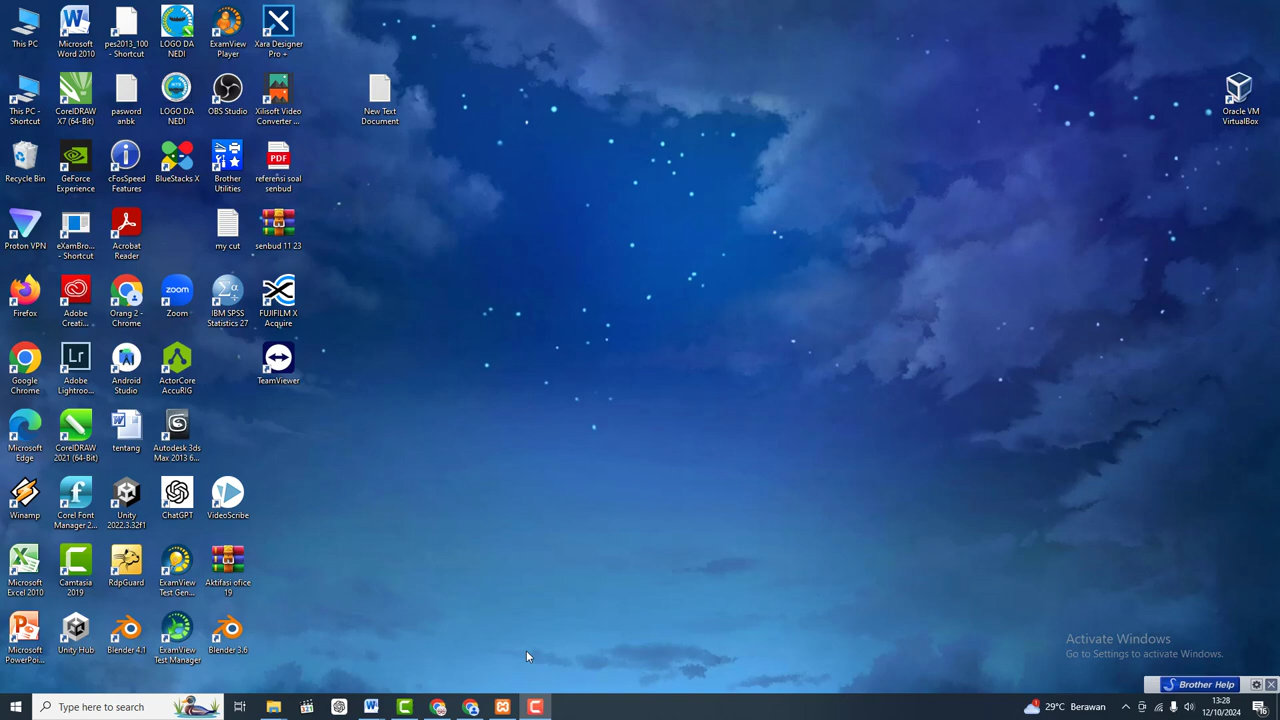 This PC
Microsoft
Word 2010
pes2013_100
- Shortcut
LOGO DA
NEDI
ExamView
Player
Xara Designer
Pro +
This PC -
Shortcut
CorelDRAW
X7 (64-Bit)
pasword
anbk
LOGO DA
NEDI
OBS Studio
Xilisoft Video
Converter ...
New Text
Document
Oracle VM
VirtualBox
Recycle Bin
GeForce
Experience
cFosSpeed
Features
BlueStacks X
Brother
Utilities
PDF
referensi soal
senbud
Proton VPN
eXamBro...
- Shortcut
Acrobat
Reader
my cut
senbud 11 23
Firefox
Adobe
Creati...
Orang 2 -
Chrome
zoom
Zoom
IBM SPSS
Statistics 27
FUJIFILM X
Acquire
Google
Chrome
Lr
Adobe
Lightroo...
Android
Studio
ActorCore
AccuRIG
TeamViewer
Microsoft
Edge
CorelDRAW
2021 (64-Bit)
tentang
Autodesk 3ds
Max 2013 6...
Winamp
Corel Font
Manager 2...
Unity
2022.3.32f1
ChatGPT
VideoScribe
Microsoft
Excel 2010
Camtasia
2019
RdpGuard
ExamView
Test Gen...
Aktifasi ofice
19
Microsoft
PowerPoi...
Unity Hub
Blender 4.1
ExamView
Test Manager
Blender 3.6
Activate Windows
Go to Settings to activate Windows.
Brother Help
Type here to search
29°C Berawan
13:28
12/10/2024
16